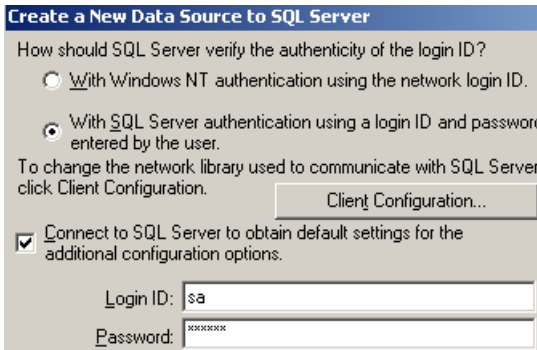 Create a New Data Source to SQL Server
How should SQL Server verify the authenticity of the login ID?
With Windows NT authentication using the network login ID.
With SQL Server authentication using a login ID and password
entered by the user.
To change the network library used to communicate with SQL Server
click Client Configuration.
Client Configuration...
Connect to SQL Server to obtain default settings for the
additional configuration options.
Login ID: sa
Password: ******